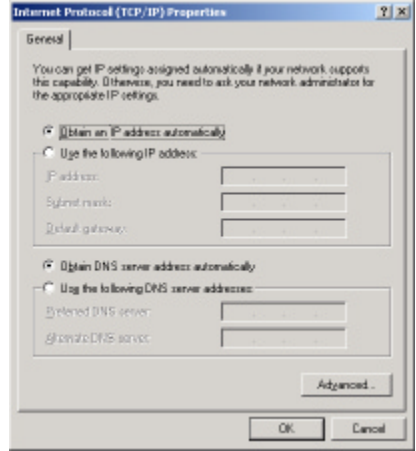 Internet Protocol (TCP/IP) Properties
? ×
General
You can get IP settings assigned automatically if your network supports
this capability. Otherwise, you need to ask your network administrator for
the appropriate IP settings.
Obtain an IP address automatically
Use the following IP address:
IP address:
Subnet mask:
Default gateway:
Obtain DNS server address automatically
Use the following DNS server addresses:
Preferred DNS server:
Alternate DNS server:
Advanced...
OK
Cancel